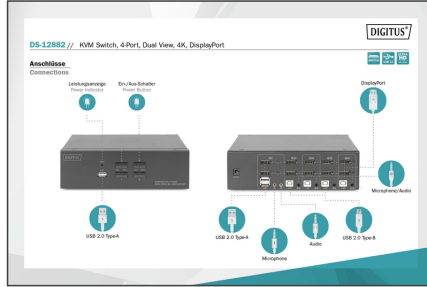 DIGITUS®
DS-12882 // KVM Switch, 4-Port, Dual View, 4K, DisplayPort
Anschlüsse
Connections
Leistungsanzeige
Power Indicator
Ein-/Aus-Schalter
Power Button
DisplayPort
DIGITUS
Microphone/Audio
USB 2.0 Type-A
USB 2.0 Type-A
Microphone
Audio
USB 2.0 Type-B